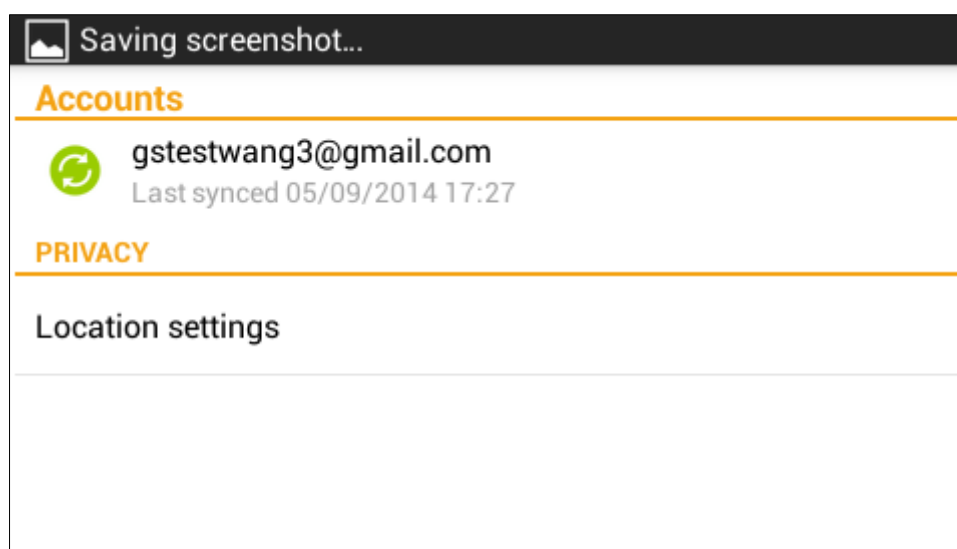 Saving screenshot...
Accounts
gstestwang3@gmail.com
Last synced 05/09/2014 17:27
PRIVACY
Location settings